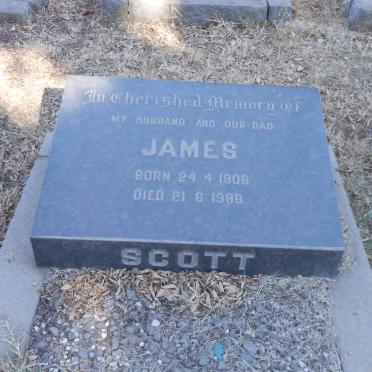 In Cherished Memory Of
MY HUSBAND AND OUR DAD
JAMES
BORN 24·4·1906
DIED 21·6·1988
SCOTT